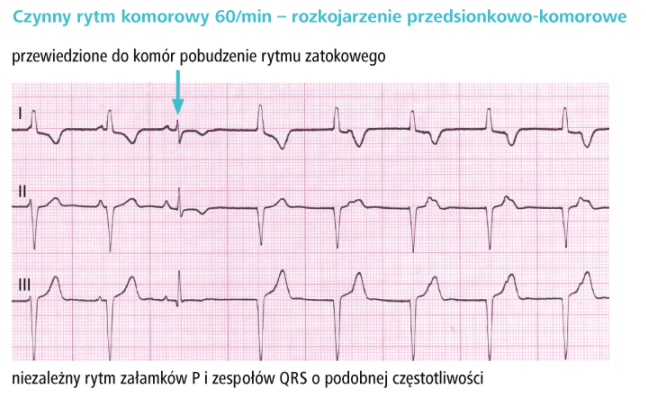 Czynny rytm komorowy 60/min – rozkojarzenie przedsionkowo-komorowe
przewiedzione do komór pobudzenie rytmu zatokowego
I
II
III
niezależny rytm załamków P i zespołów QRS o podobnej częstotliwości